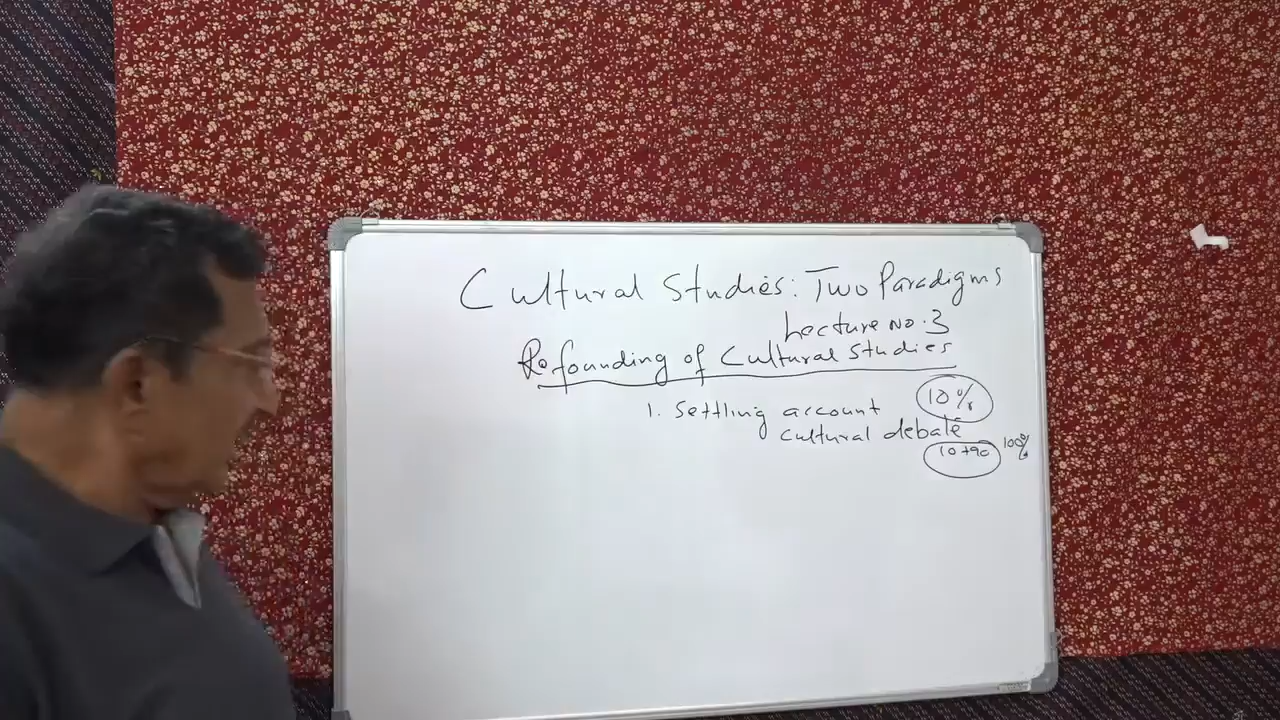 Cultural Studies: Two Paradigms
Lecture No. 3
Refounding of Cultural Studies
1. Settling account 10%
cultural debate
10+90 100%